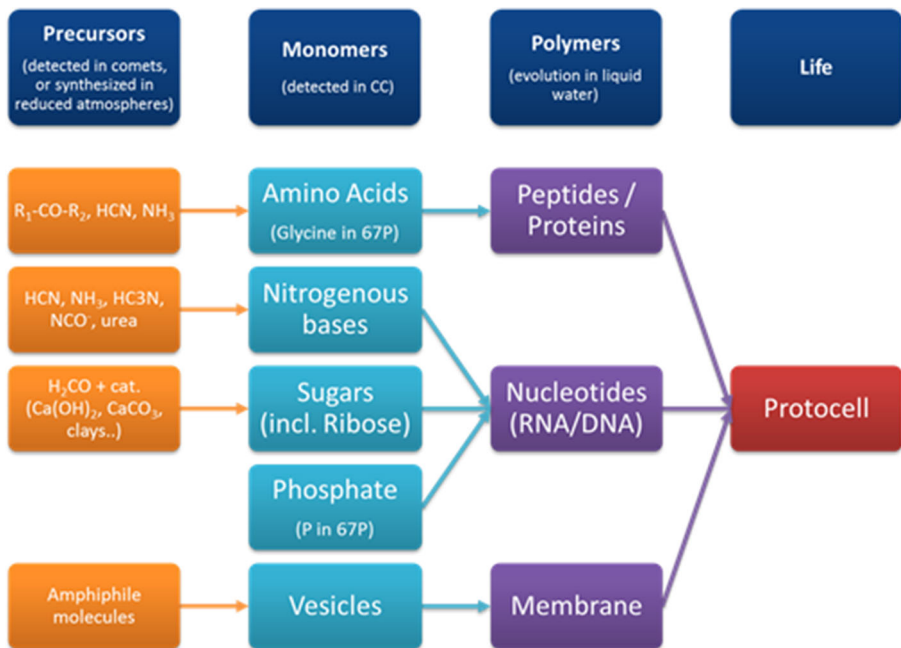 Precursors
(detected in comets,
or synthesized in
reduced atmospheres)
Monomers
(detected in CC)
Polymers
(evolution in liquid
water)
Life
R₁-CO-R₂, HCN, NH₃
Amino Acids
(Glycine in 67P)
Peptides /
Proteins
HCN, NH₃, HC3N,
NCO⁻, urea
Nitrogenous
bases
H₂CO + cat.
(Ca(OH)₂, CaCO₃,
clays..)
Sugars
(incl. Ribose)
Nucleotides
(RNA/DNA)
Protocell
Phosphate
(P in 67P)
Amphiphile
molecules
Vesicles
Membrane